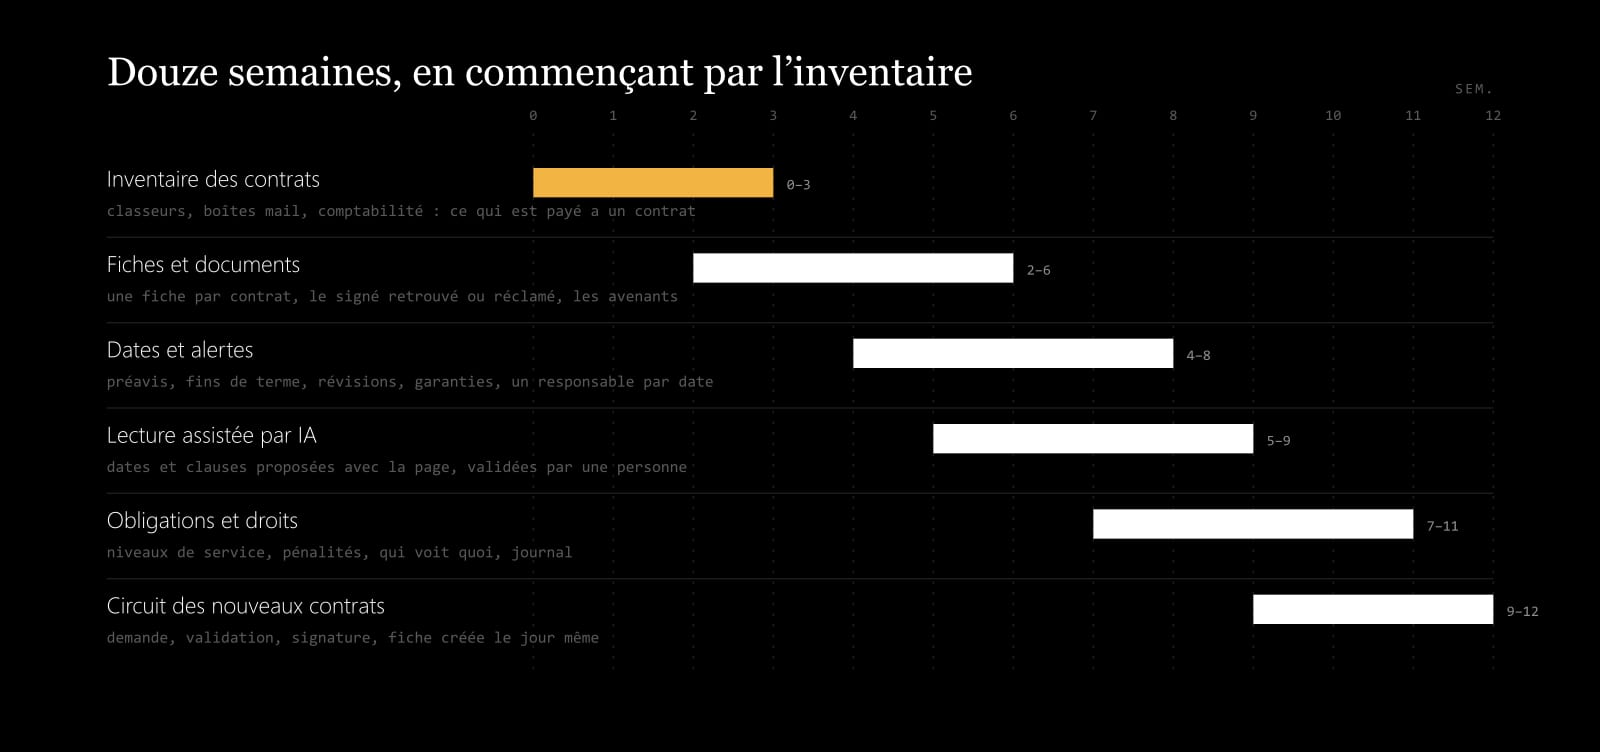 Douze semaines, en commençant par l’inventaire
SEM.
0 1 2 3 4 5 6 7 8 9 10 11 12
Inventaire des contrats
0–3
classeurs, boîtes mail, comptabilité : ce qui est payé a un contrat
Fiches et documents
2–6
une fiche par contrat, le signé retrouvé ou réclamé, les avenants
Dates et alertes
4–8
préavis, fins de terme, révisions, garanties, un responsable par date
Lecture assistée par IA
5–9
dates et clauses proposées avec la page, validées par une personne
Obligations et droits
7–11
niveaux de service, pénalités, qui voit quoi, journal
Circuit des nouveaux contrats
9–12
demande, validation, signature, fiche créée le jour même